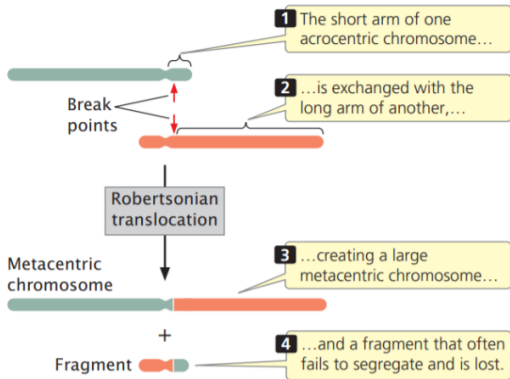 1 The short arm of one
acrocentric chromosome…
2 …is exchanged with the
long arm of another,…
Break
points
Robertsonian
translocation
3 …creating a large
metacentric chromosome…
Metacentric
chromosome
+
4 …and a fragment that often
fails to segregate and is lost.
Fragment